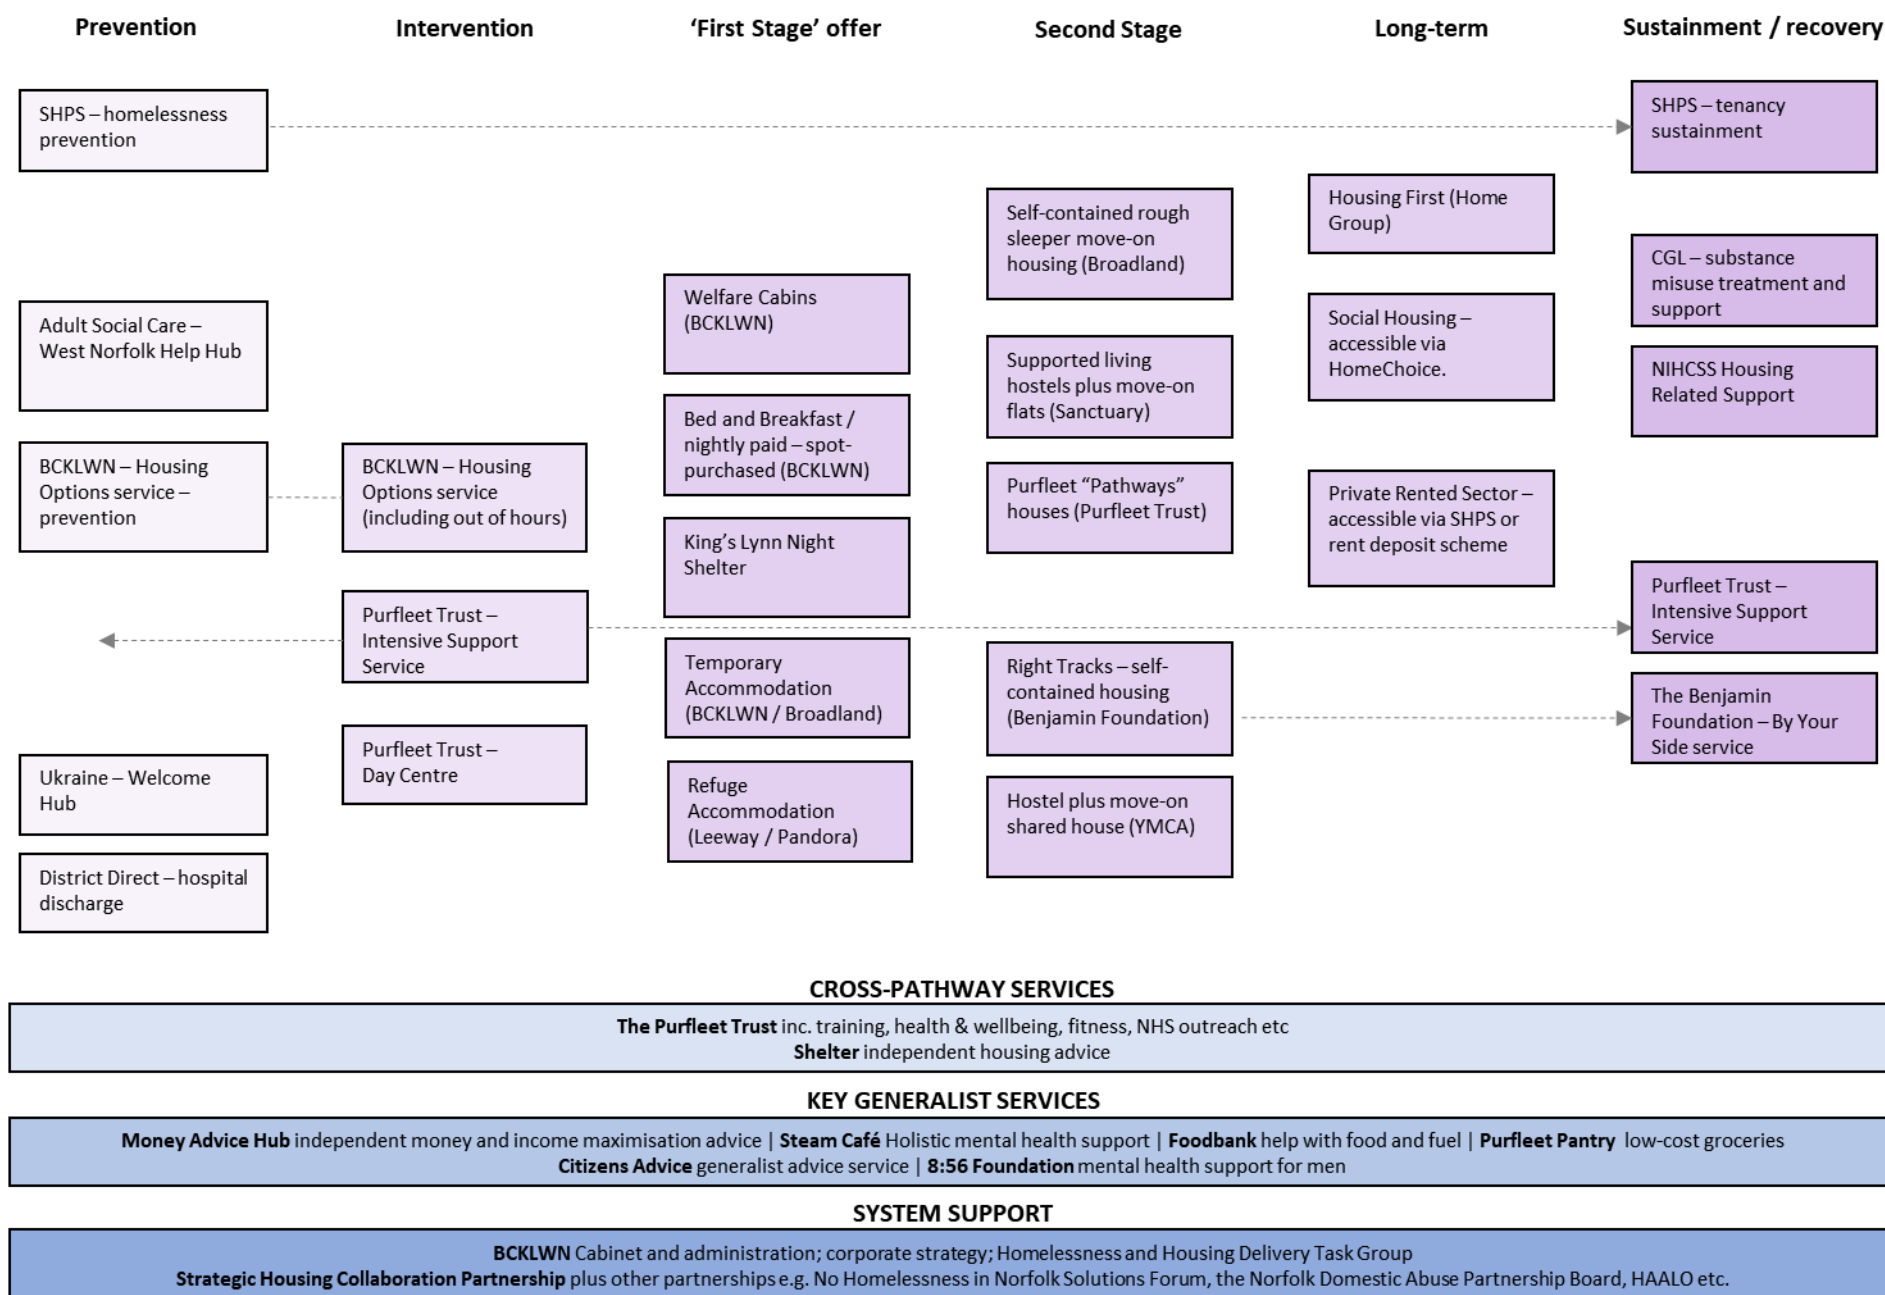 Prevention
Intervention
‘First Stage’ offer
Second Stage
Long-term
Sustainment / recovery
SHPS – homelessness
prevention
Adult Social Care –
West Norfolk Help Hub
BCKLWN – Housing
Options service –
prevention
Ukraine – Welcome
Hub
District Direct – hospital
discharge
BCKLWN – Housing
Options service
(including out of hours)
Purfleet Trust –
Intensive Support
Service
Purfleet Trust –
Day Centre
Welfare Cabins
(BCKLWN)
Bed and Breakfast /
nightly paid – spot-
purchased (BCKLWN)
King’s Lynn Night
Shelter
Temporary
Accommodation
(BCKLWN / Broadland)
Refuge
Accommodation
(Leeway / Pandora)
Self-contained rough
sleeper move-on
housing (Broadland)
Supported living
hostels plus move-on
flats (Sanctuary)
Purfleet “Pathways”
houses (Purfleet Trust)
Right Tracks – self-
contained housing
(Benjamin Foundation)
Hostel plus move-on
shared house (YMCA)
Housing First (Home
Group)
Social Housing –
accessible via
HomeChoice.
Private Rented Sector –
accessible via SHPS or
rent deposit scheme
SHPS – tenancy
sustainment
CGL – substance
misuse treatment and
support
NIHCSS Housing
Related Support
Purfleet Trust –
Intensive Support
Service
The Benjamin
Foundation – By Your
Side service
CROSS-PATHWAY SERVICES
The Purfleet Trust inc. training, health & wellbeing, fitness, NHS outreach etc
Shelter independent housing advice
KEY GENERALIST SERVICES
Money Advice Hub independent money and income maximisation advice | Steam Café Holistic mental health support | Foodbank help with food and fuel | Purfleet Pantry low-cost groceries
Citizens Advice generalist advice service | 8:56 Foundation mental health support for men
SYSTEM SUPPORT
BCKLWN Cabinet and administration; corporate strategy; Homelessness and Housing Delivery Task Group
Strategic Housing Collaboration Partnership plus other partnerships e.g. No Homelessness in Norfolk Solutions Forum, the Norfolk Domestic Abuse Partnership Board, HAALO etc.